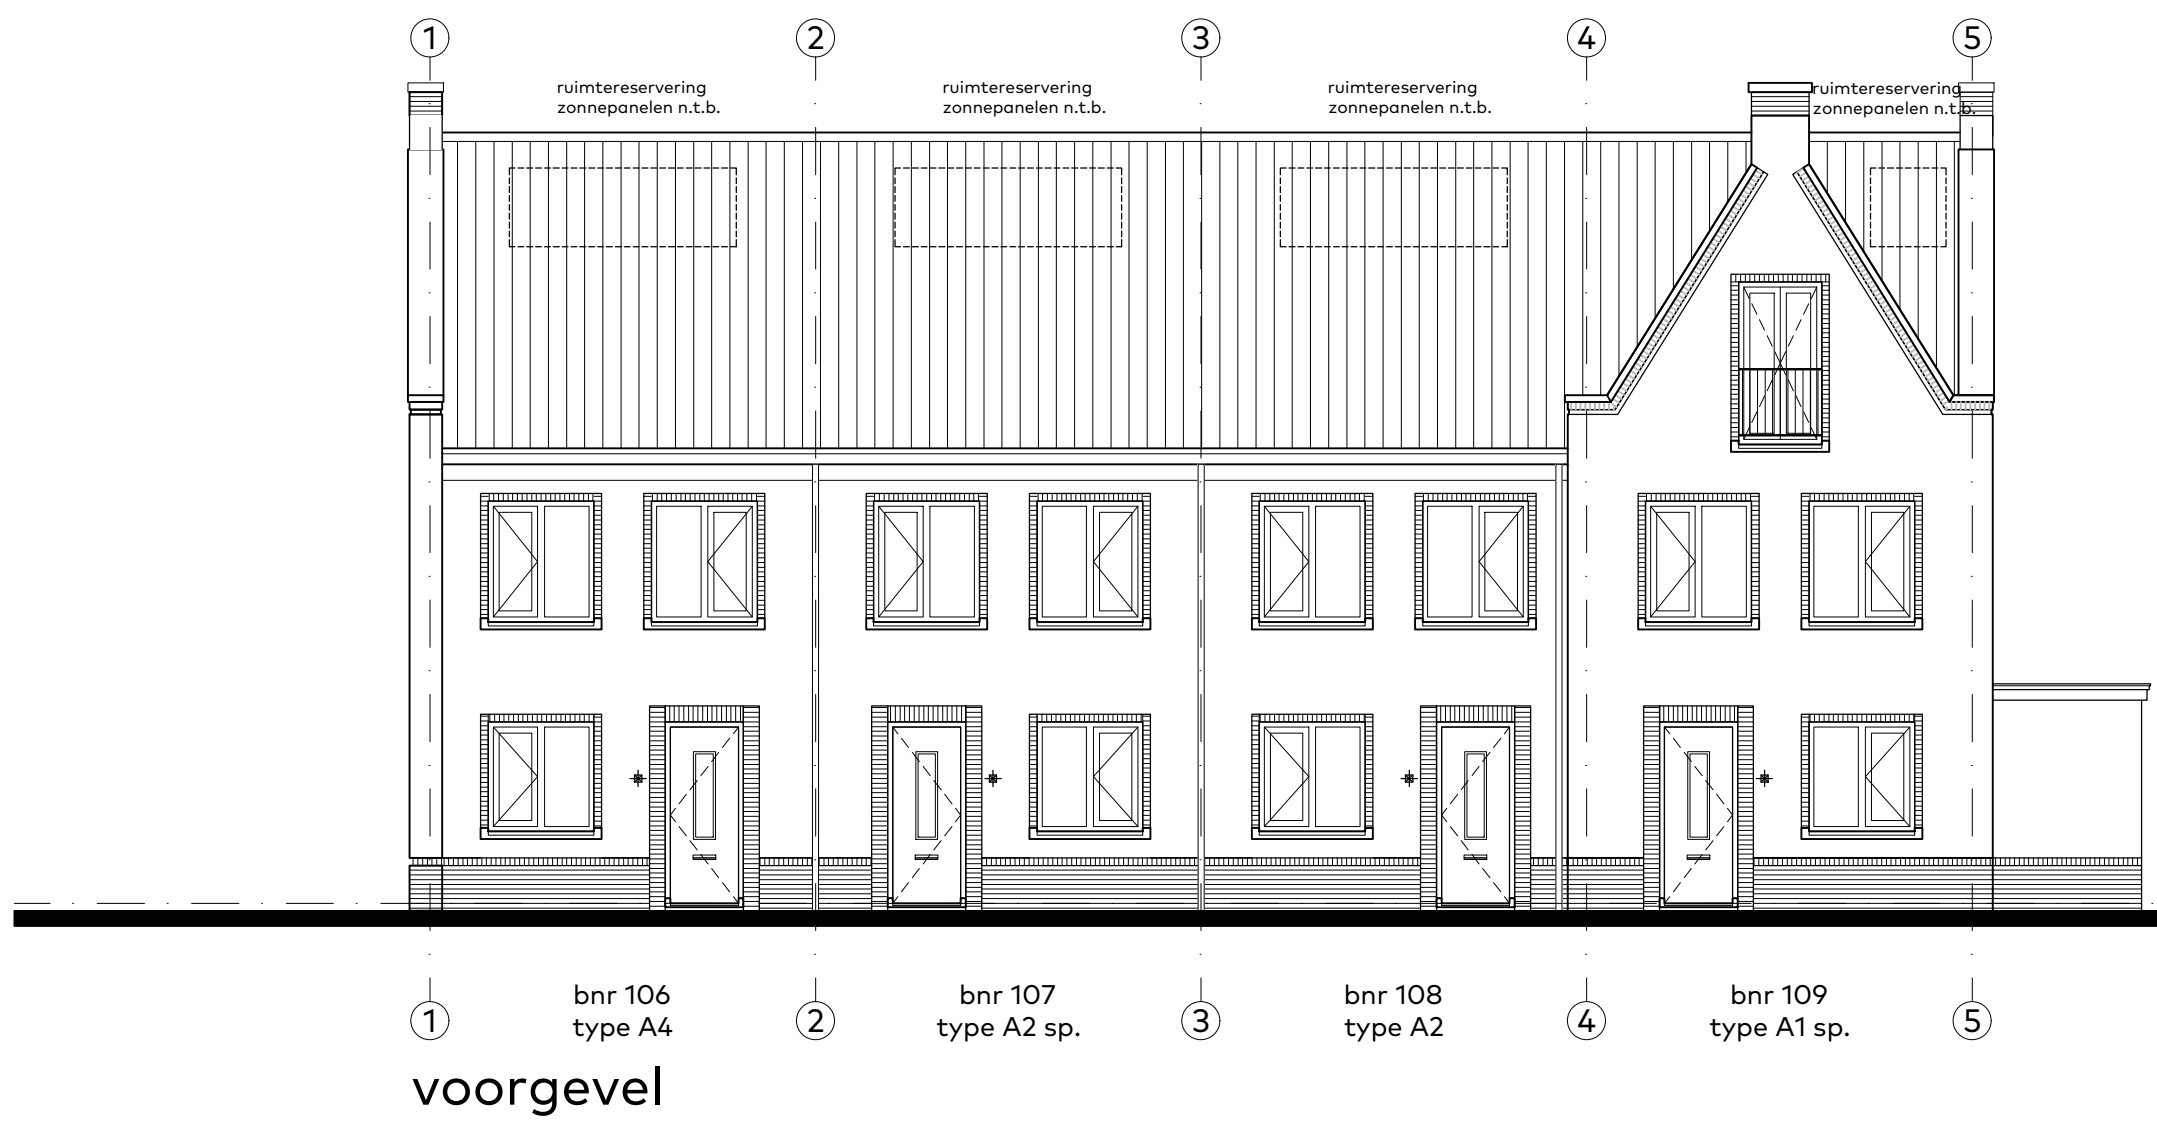 1
2
3
4
5
ruimtereservering
zonnepanelen n.t.b.
ruimtereservering
zonnepanelen n.t.b.
ruimtereservering
zonnepanelen n.t.b.
ruimtereservering
zonnepanelen n.t.b.
bnr 106
type A4
bnr 107
type A2 sp.
bnr 108
type A2
bnr 109
type A1 sp.
1
2
3
4
5
voorgevel